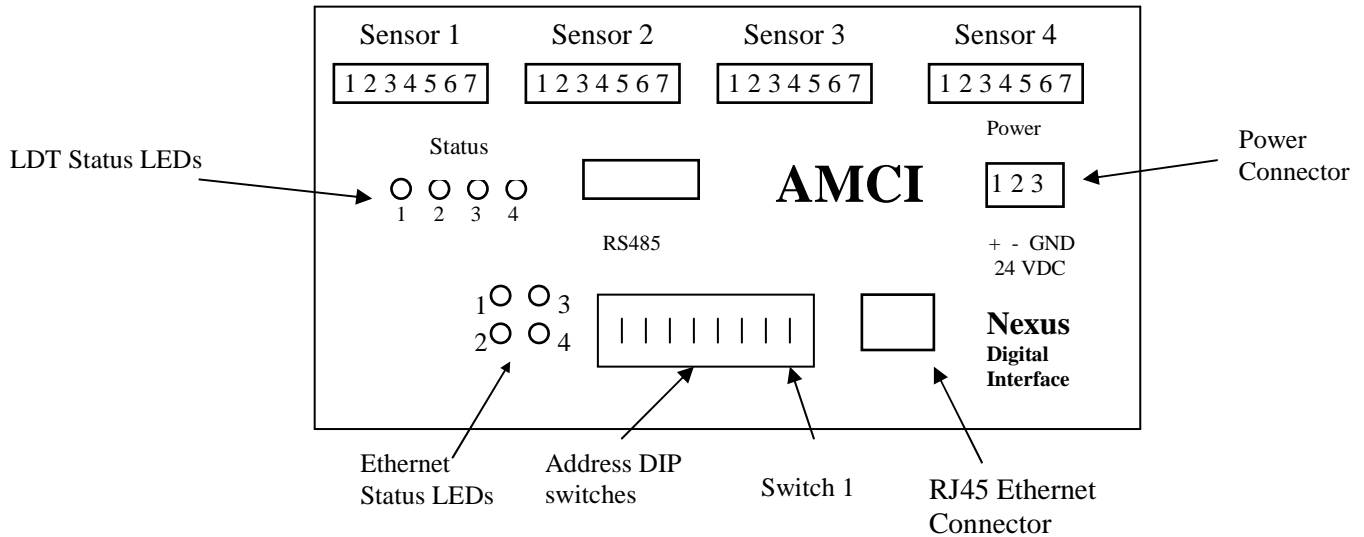 Sensor 1 Sensor 2 Sensor 3 Sensor 4
1 2 3 4 5 6 7 1 2 3 4 5 6 7 1 2 3 4 5 6 7 1 2 3 4 5 6 7
Power
Status
LDT Status LEDs
Power
Connector
AMCI
1 2 3
1 2 3 4
RS485
+ - GND
24 VDC
1 3
2 4
Nexus
Digital
Interface
Ethernet
Status LEDs
Address DIP
switches
Switch 1
RJ45 Ethernet
Connector